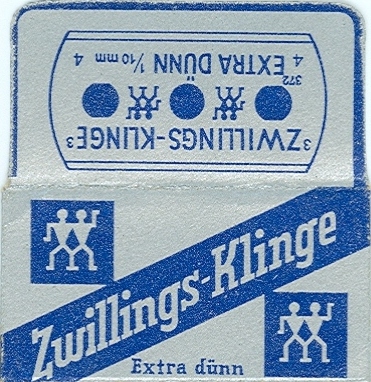 3 ZWILLINGS-KLINGE 3
372
4 EXTRA DÜNN 1/10 mm 4
Zwillings-Klinge
Extra dünn